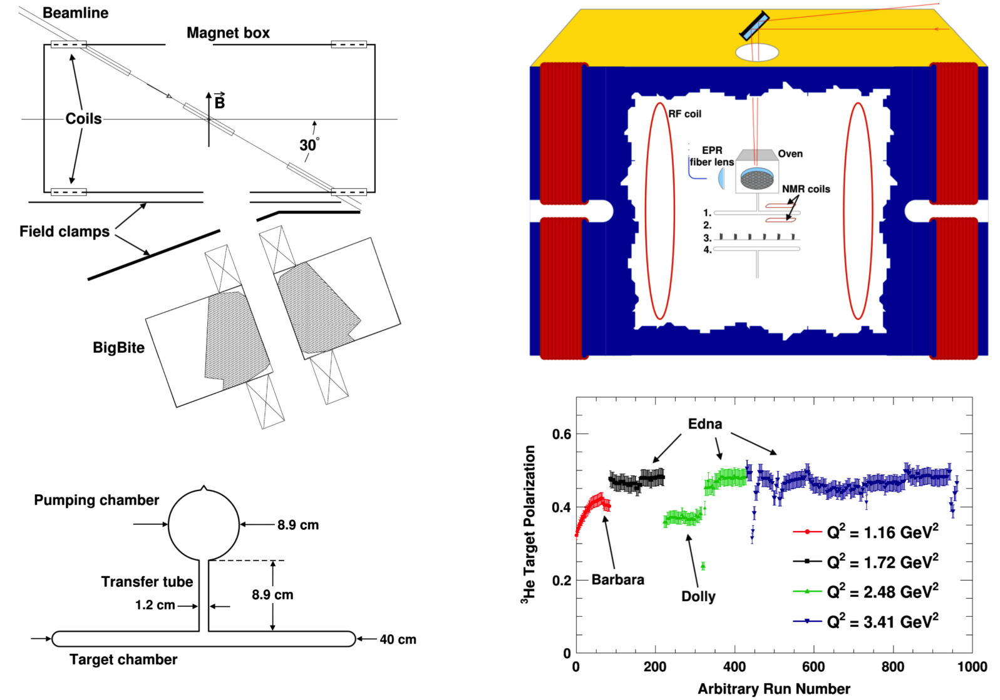 Beamline
Magnet box
B
Coils
30°
Field clamps
BigBite
RF coil
EPR
fiber lens
Oven
NMR coils
1.
2.
3.
4.
Pumping chamber
8.9 cm
Transfer tube
1.2 cm
8.9 cm
40 cm
Target chamber
³He Target Polarization
0.6
0.4
0.2
0
Edna
Barbara
Dolly
Q² = 1.16 GeV²
Q² = 1.72 GeV²
Q² = 2.48 GeV²
Q² = 3.41 GeV²
0 200 400 600 800 1000
Arbitrary Run Number